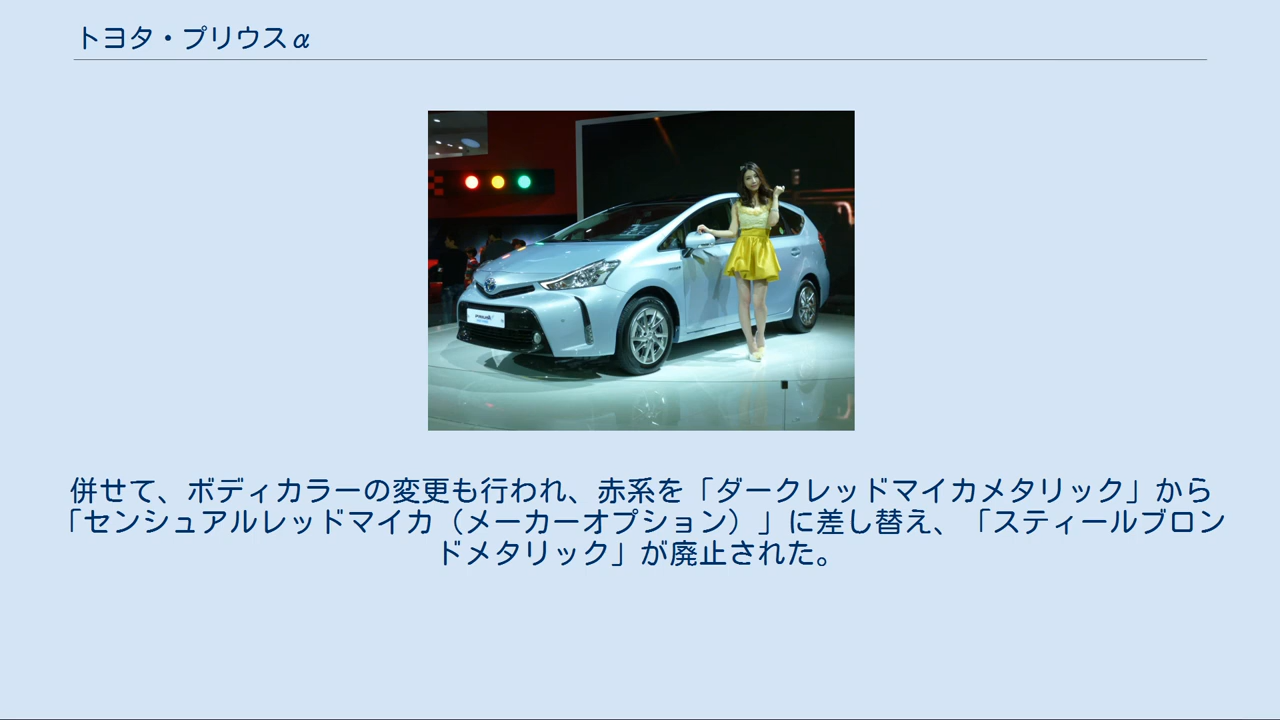 トヨタ・プリウスα
併せて、ボディカラーの変更も行われ、赤系を「ダークレッドマイカメタリック」から
「センシュアルレッドマイカ（メーカーオプション）」に差し替え、「スティールブロン
ドメタリック」が廃止された。